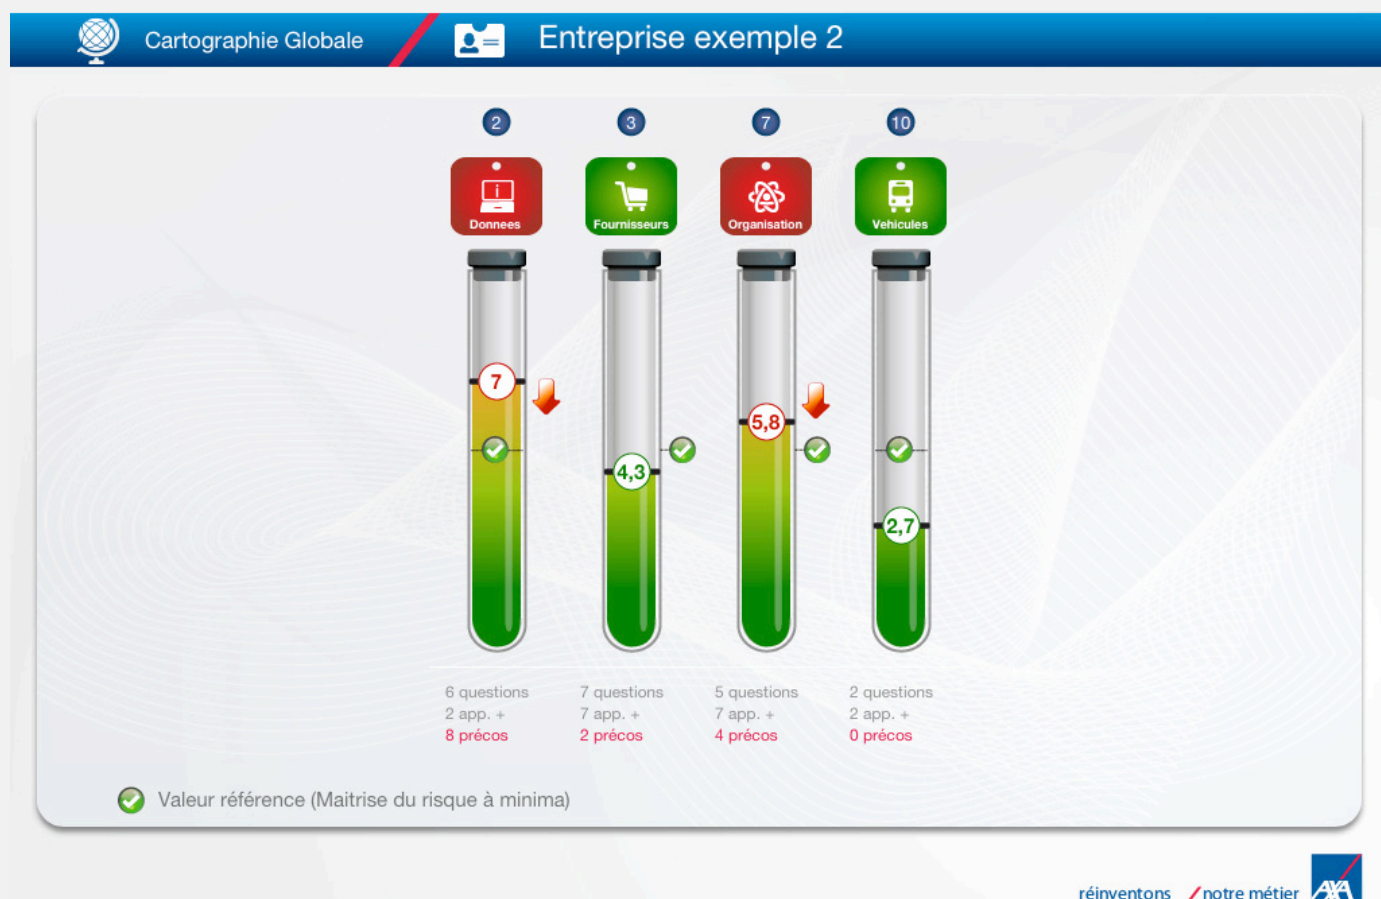 Cartographie Globale
Entreprise exemple 2
2 3 7 10
i
Donnees Fournisseurs Organisation Vehicules
7
5,8
4,3
2,7
6 questions 7 questions 5 questions 2 questions
2 app. + 7 app. + 7 app. + 2 app. +
8 précos 2 précos 4 précos 0 précos
Valeur référence (Maitrise du risque à minima)
réinventons / notre métier AXA